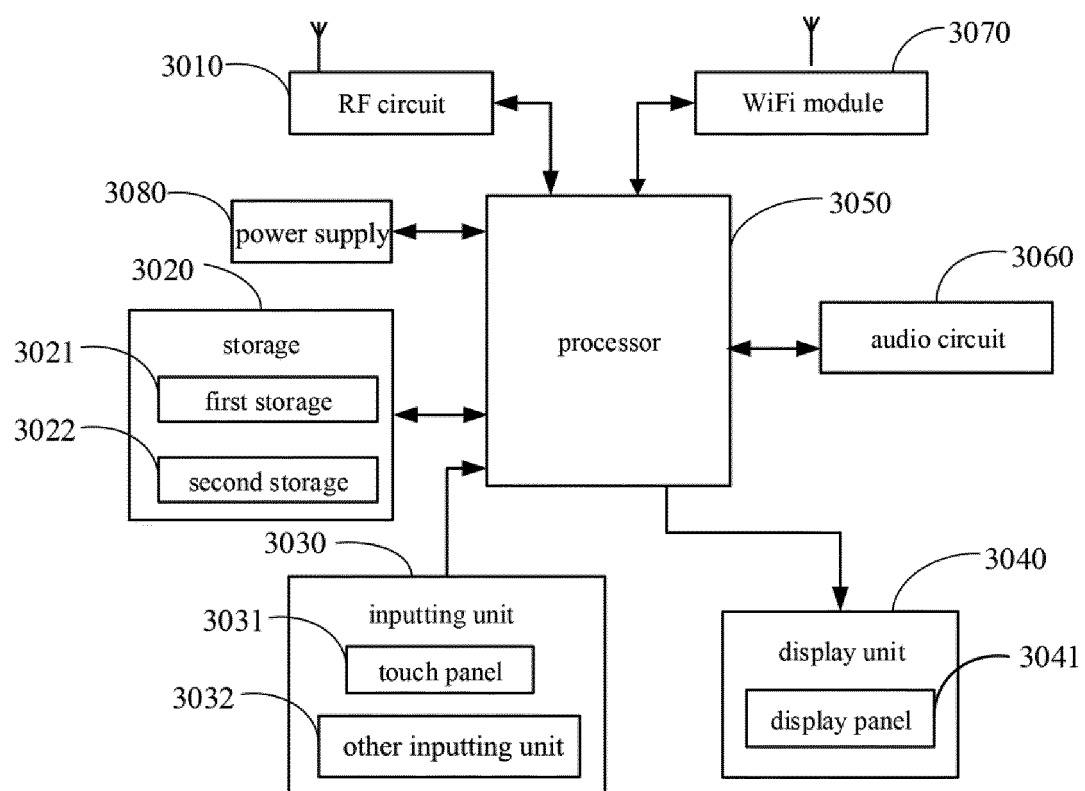 3010
RF circuit
3070
WiFi module
3080
power supply
3050
processor
3060
audio circuit
3020
storage
3021
first storage
3022
second storage
3030
inputting unit
3031
touch panel
3032
other inputting unit
3040
display unit
3041
display panel